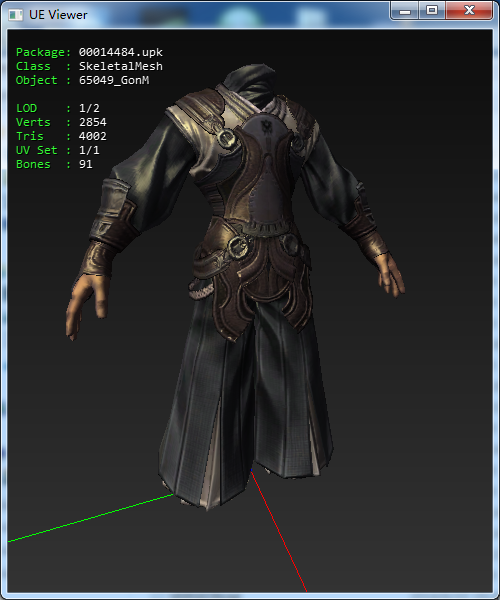 UE Viewer
Package: 00014484.upk
Class : SkeletalMesh
Object : 65049_GonM
LOD : 1/2
Verts : 2854
Tris : 4002
UV Set : 1/1
Bones : 91